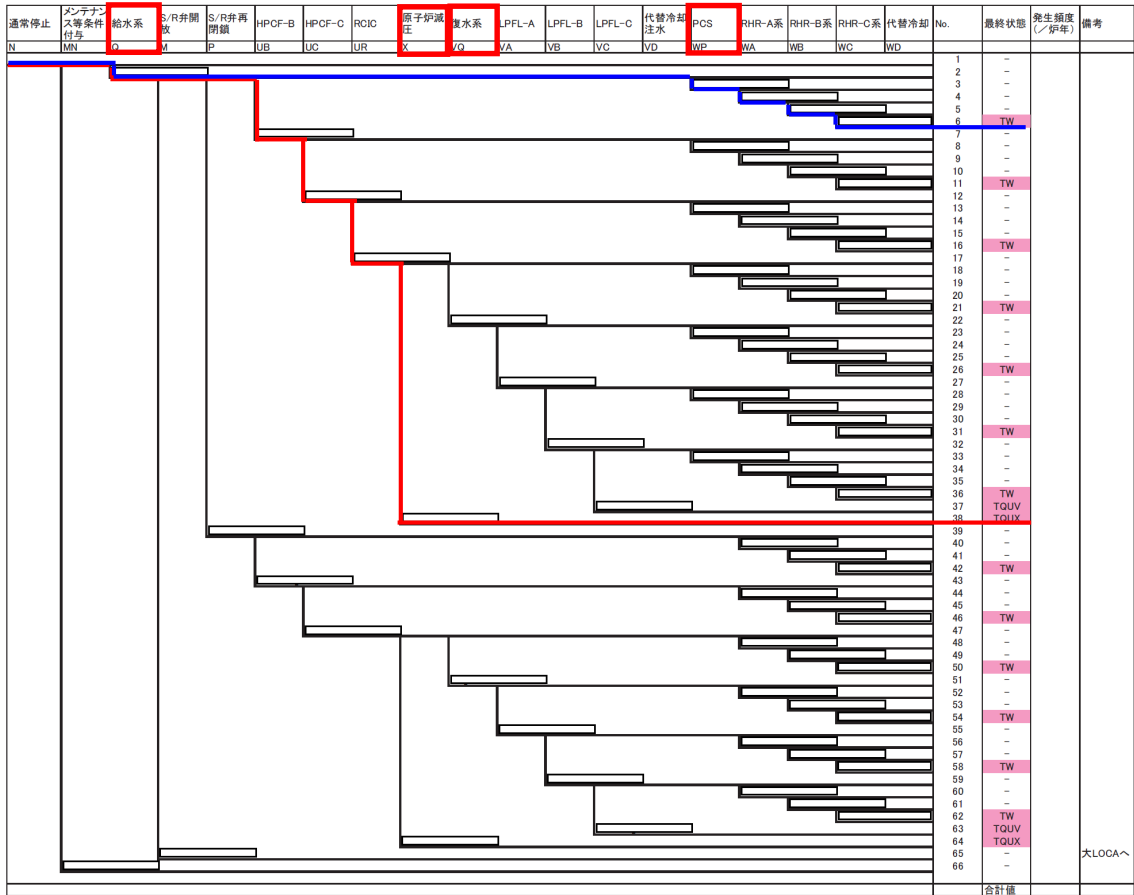 通常停止
メンテナン
ス等条件
付与
給水系
S/R弁開
放
S/R弁再
閉鎖
HPCF-B
HPCF-C
RCIC
原子炉減
圧
復水系
LPFL-A
LPFL-B
LPFL-C
代替冷却
注水
PCS
RHR-A系
RHR-B系
RHR-C系
代替冷却
No.
最終状態
発生頻度
(/炉年)
備考
N
MN
Q
M
P
UB
UC
UR
X
VQ
VA
VB
VC
VD
WP
WA
WB
WC
WD
1 −
2 −
3 −
4 −
5 −
6 TW
7 −
8 −
9 −
10 −
11 TW
12 −
13 −
14 −
15 −
16 TW
17 −
18 −
19 −
20 −
21 TW
22 −
23 −
24 −
25 −
26 TW
27 −
28 −
29 −
30 −
31 TW
32 −
33 −
34 −
35 −
36 TW
37 TQUV
38 TQUX
39 −
40 −
41 −
42 TW
43 −
44 −
45 −
46 TW
47 −
48 −
49 −
50 TW
51 −
52 −
53 −
54 TW
55 −
56 −
57 −
58 TW
59 −
60 −
61 −
62 TW
63 TQUV
64 TQUX
65 − 大LOCAへ
66 −
合計値